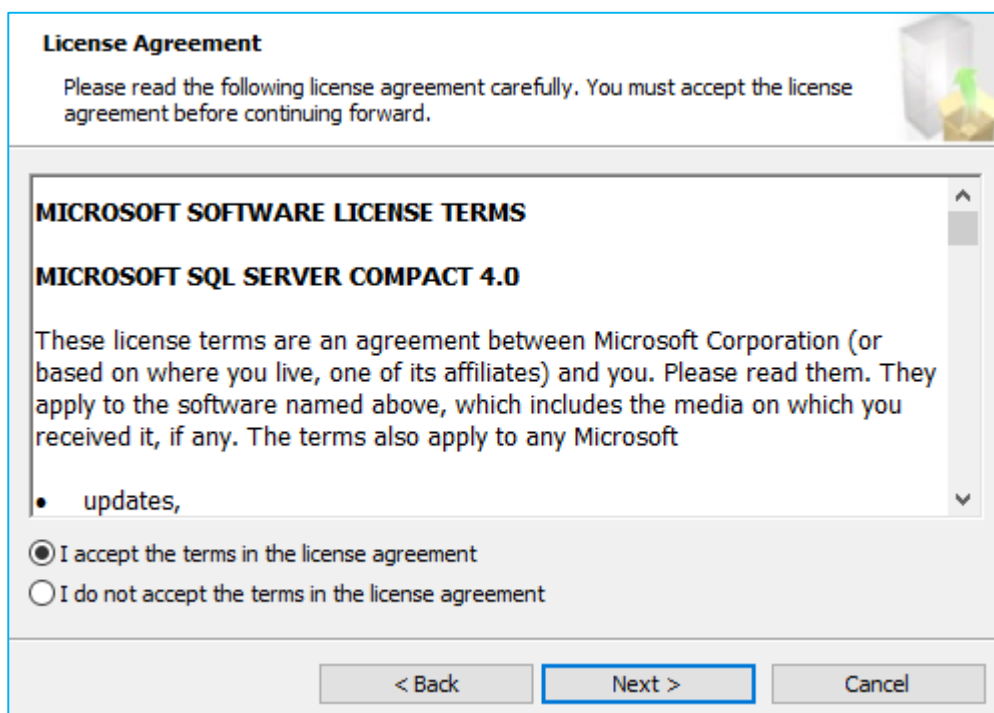 License Agreement
Please read the following license agreement carefully. You must accept the license
agreement before continuing forward.
MICROSOFT SOFTWARE LICENSE TERMS
MICROSOFT SQL SERVER COMPACT 4.0
These license terms are an agreement between Microsoft Corporation (or
based on where you live, one of its affiliates) and you. Please read them. They
apply to the software named above, which includes the media on which you
received it, if any. The terms also apply to any Microsoft
• updates,
I accept the terms in the license agreement
I do not accept the terms in the license agreement
< Back Next > Cancel